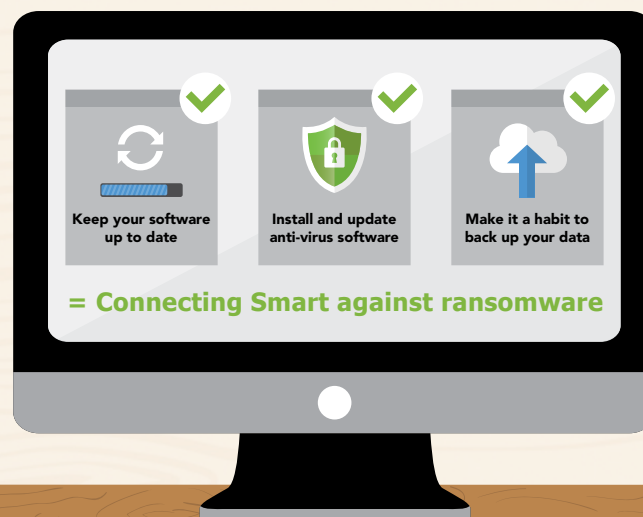 Keep your software
up to date
Install and update
anti-virus software
Make it a habit to
back up your data
= Connecting Smart against ransomware